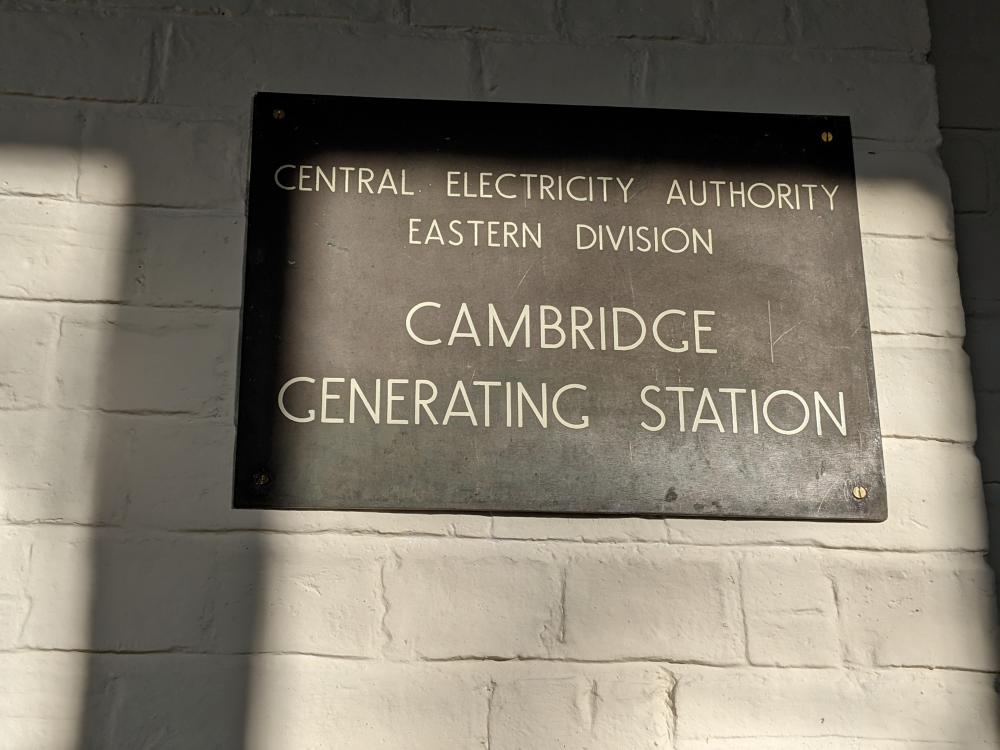 CENTRAL ELECTRICITY AUTHORITY
EASTERN DIVISION
CAMBRIDGE
GENERATING STATION